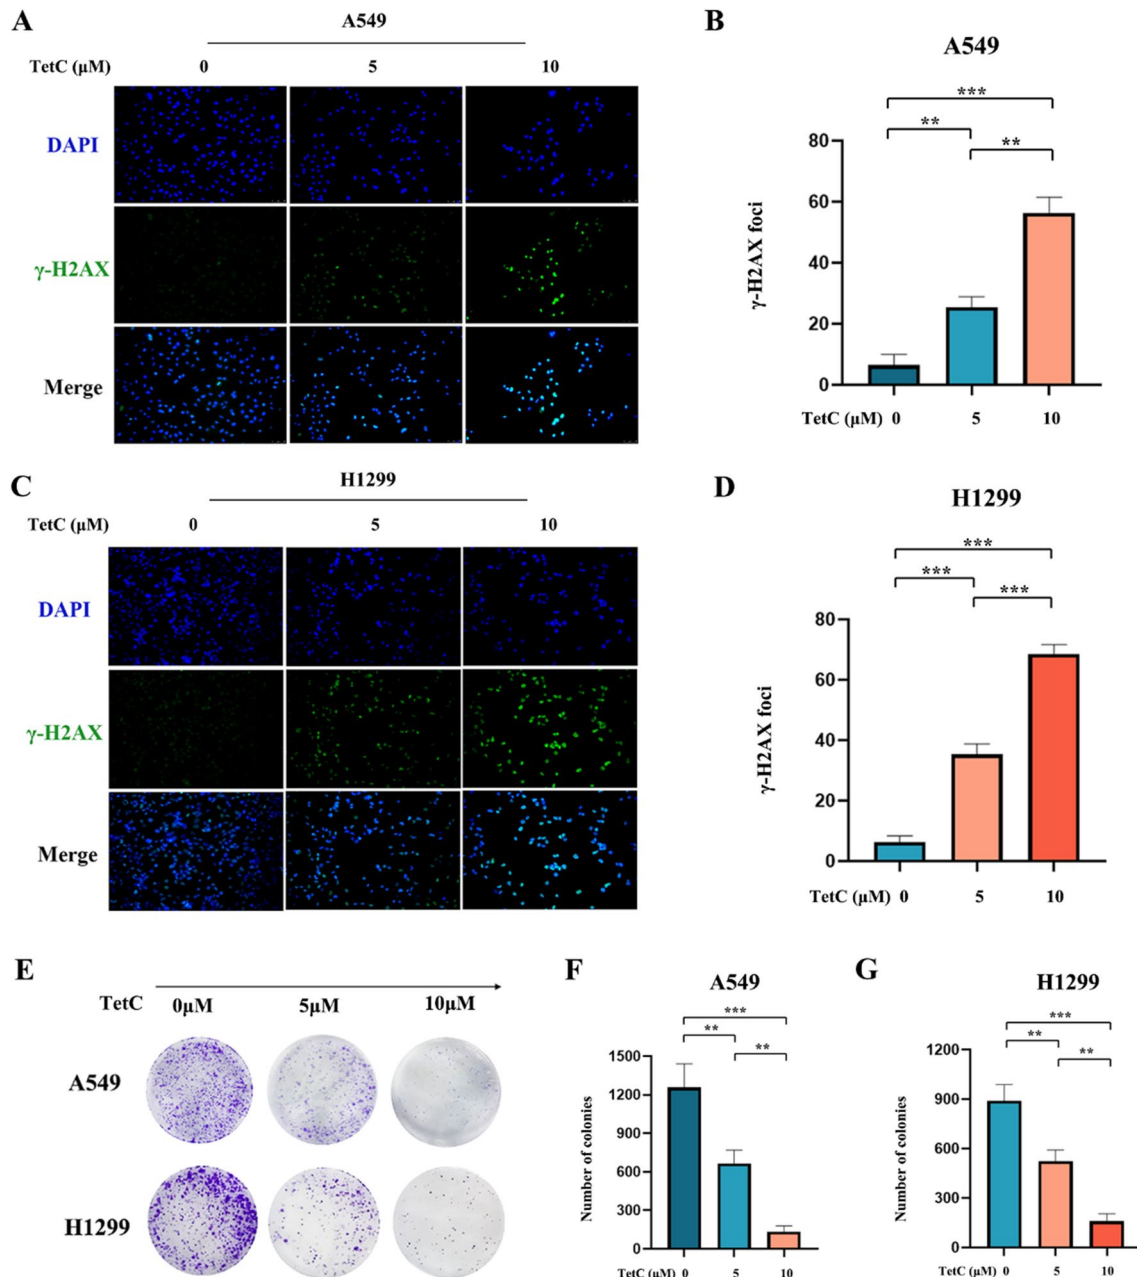 A
A549
TetC (μM) 0 5 10
DAPI
γ-H2AX
Merge
B
A549
***
**
**
80
60
40
20
0
γ-H2AX foci
TetC (μM) 0 5 10
C
H1299
TetC (μM) 0 5 10
DAPI
γ-H2AX
Merge
D
H1299
***
***
***
80
60
40
20
0
γ-H2AX foci
TetC (μM) 0 5 10
E
TetC 0μM 5μM 10μM
A549
H1299
F
A549
***
**
**
1500
1200
900
600
300
0
Number of colonies
TetC (μM) 0 5 10
G
H1299
***
**
**
1200
900
600
300
0
Number of colonies
TetC (μM) 0 5 10